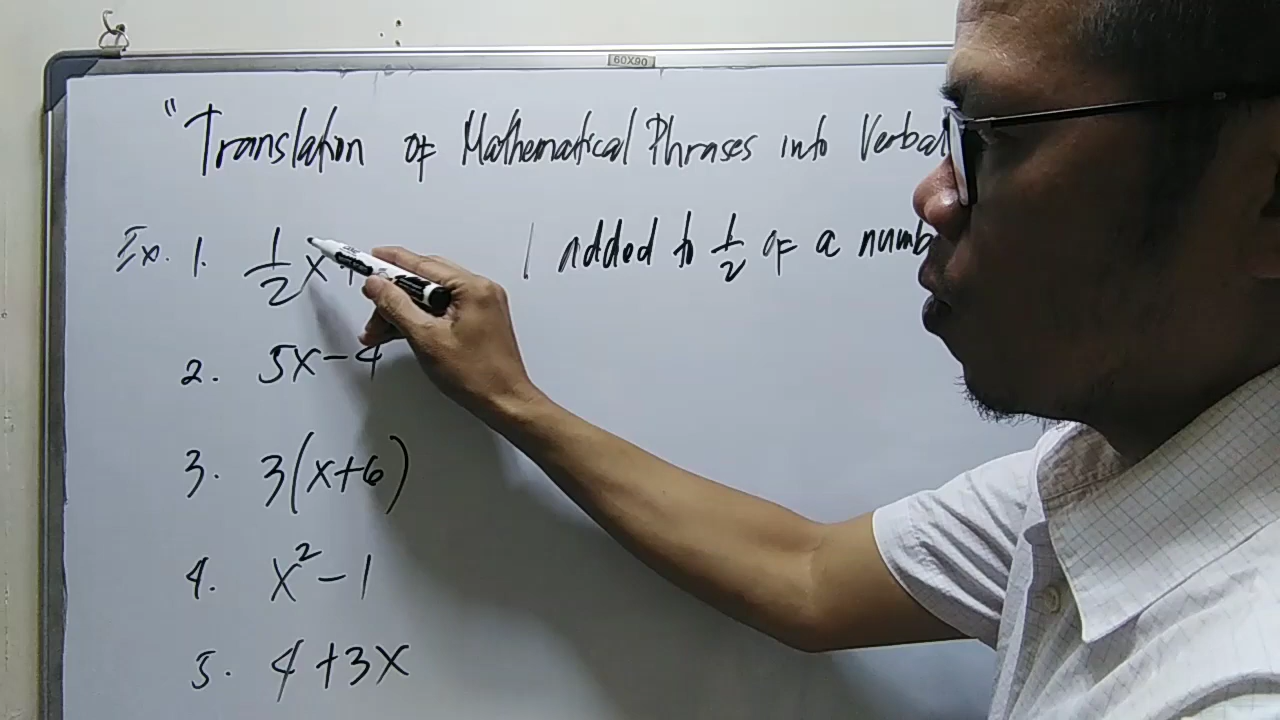 60X90
"Translation of Mathematical Phrases into Verbal
Ex. 1. 1/2 x + 1 added to 1/2 of a numb
2. 5x - 4
3. 3(x+6)
4. x² - 1
5. 4 + 3x